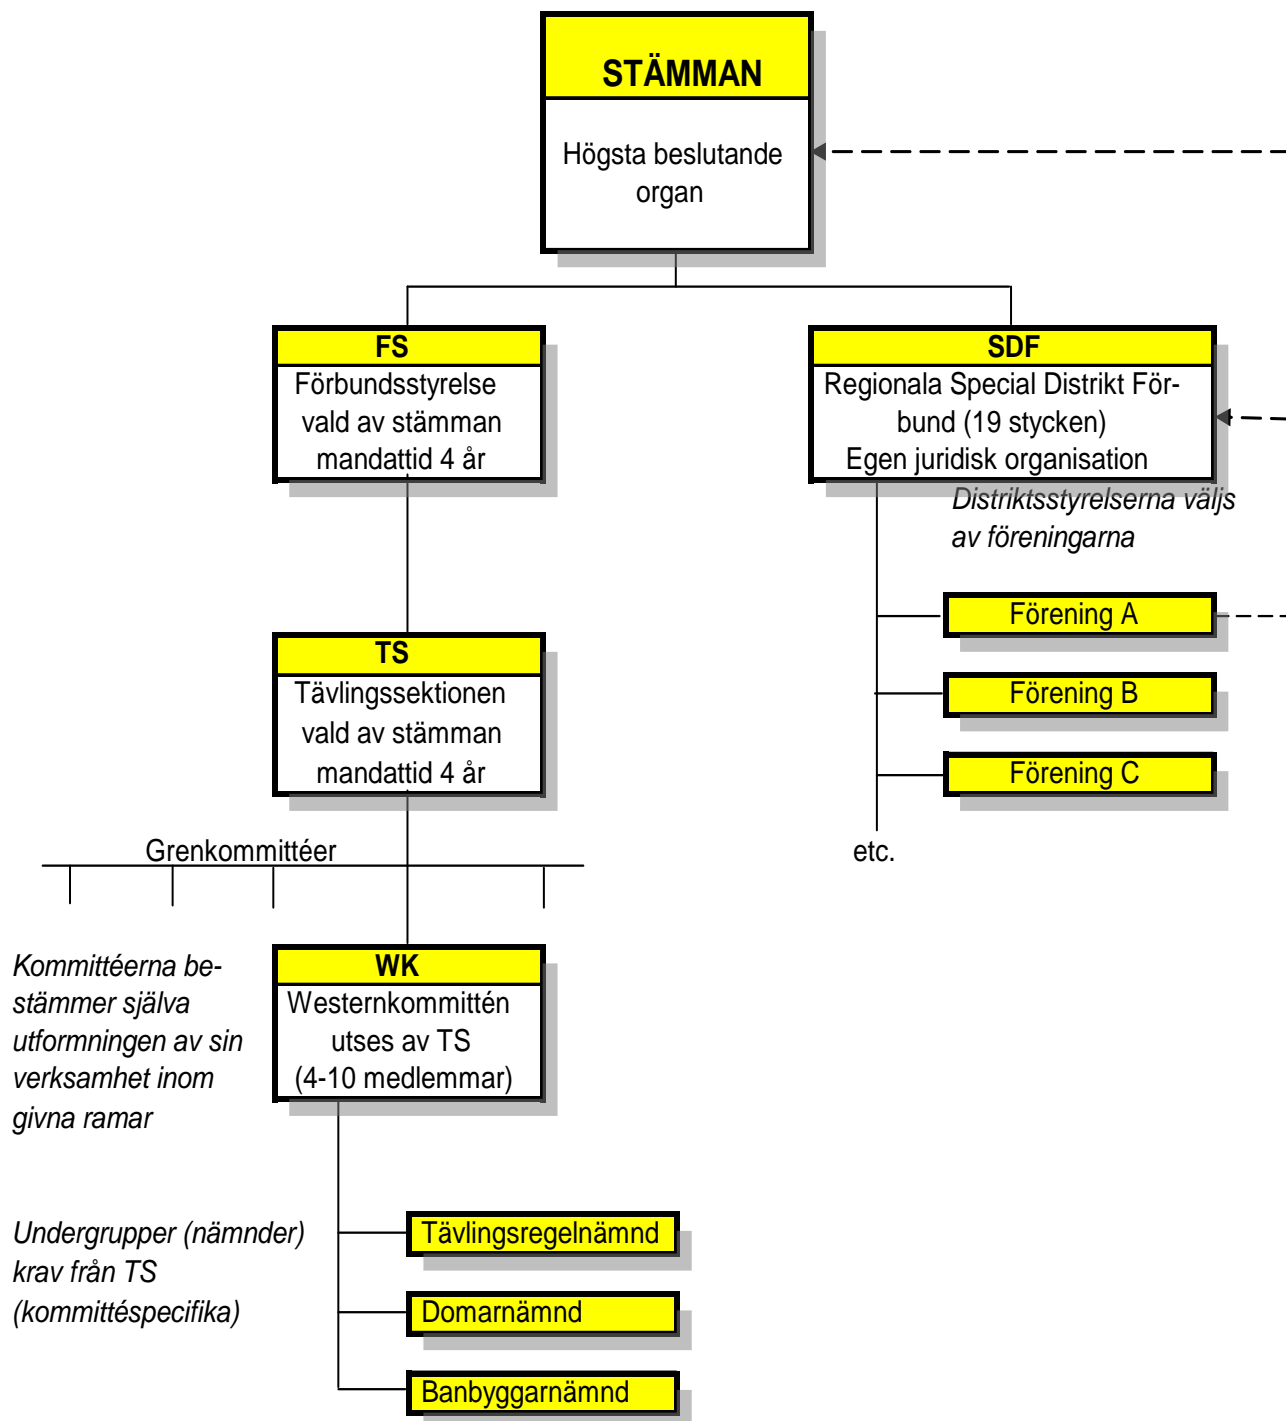 STÄMMAN
Högsta beslutande
organ
FS
Förbundsstyrelse
vald av stämman
mandattid 4 år
SDF
Regionala Special Distrikt För-
bund (19 stycken)
Egen juridisk organisation
Distriktsstyrelserna väljs
av föreningarna
Förening A
Förening B
Förening C
etc.
TS
Tävlingssektionen
vald av stämman
mandattid 4 år
Grenkommittéer
Kommittéerna be-
stämmer själva
utformningen av sin
verksamhet inom
givna ramar
WK
Westernkommittén
utses av TS
(4-10 medlemmar)
Undergrupper (nämnder)
krav från TS
(kommittéspecifika)
Tävlingsregelnämnd
Domarnämnd
Banbyggarnämnd